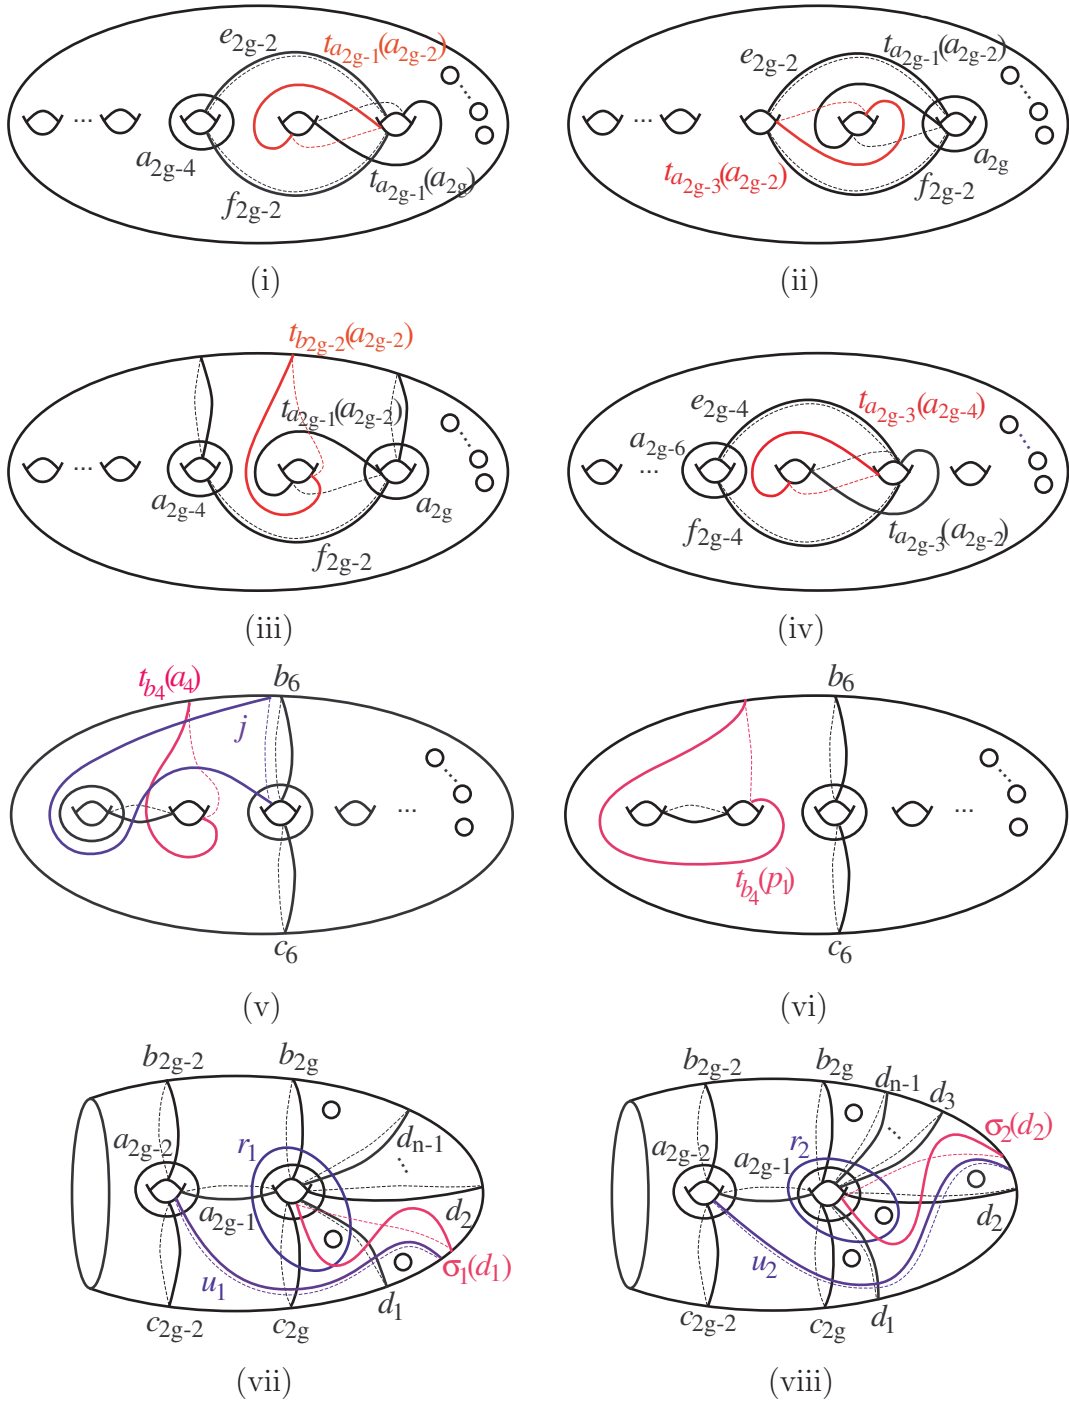 e2g-2 ta2g-1(a2g-2)
... a2g-4 f2g-2 ta2g-1(a2g)
(i)
e2g-2 ta2g-1(a2g-2)
... ta2g-3(a2g-2) f2g-2 a2g
(ii)
tb2g-2(a2g-2)
ta2g-1(a2g-2)
... a2g-4 f2g-2 a2g
(iii)
e2g-4 ta2g-3(a2g-4)
a2g-6
... f2g-4 ta2g-3(a2g-2)
(iv)
tb4(a4) b6
j
...
c6
(v)
b6
...
tb4(p1)
c6
(vi)
b2g-2 b2g
a2g-2 r1 dn-1
...
a2g-1 d2
u1 σ1(d1)
c2g-2 c2g d1
(vii)
b2g-2 b2g dn-1 d3
...
a2g-2 a2g-1 r2 σ2(d2)
d2
u2
c2g-2 c2g d1
(viii)